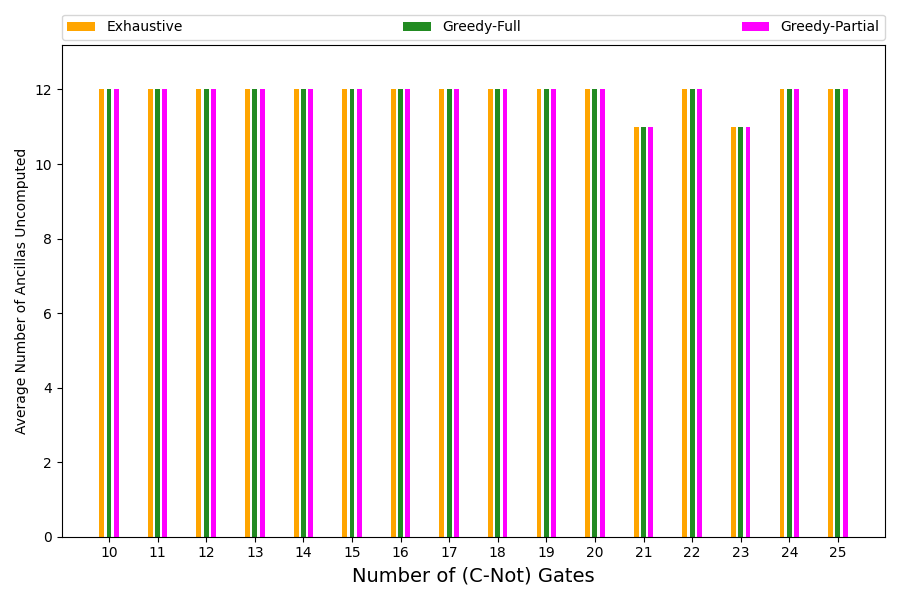 Exhaustive Greedy-Full Greedy-Partial
Average Number of Ancillas Uncomputed
12
10
8
6
4
2
0
10 11 12 13 14 15 16 17 18 19 20 21 22 23 24 25
Number of (C-Not) Gates